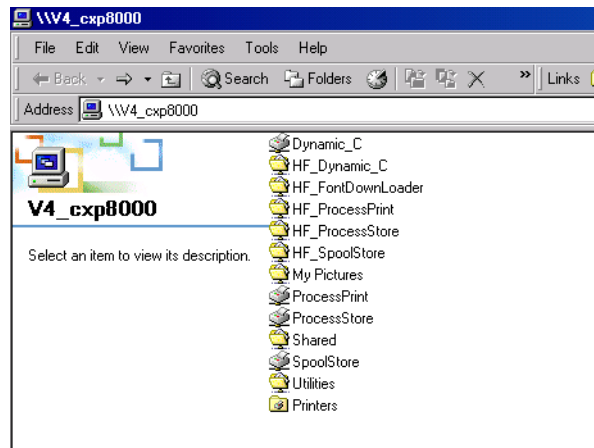 \\V4_cxp8000
File Edit View Favorites Tools Help
Back Search Folders » Links
Address \\V4_cxp8000
V4_cxp8000
Select an item to view its description.
Dynamic_C
HF_Dynamic_C
HF_FontDownLoader
HF_ProcessPrint
HF_ProcessStore
HF_SpoolStore
My Pictures
ProcessPrint
ProcessStore
Shared
SpoolStore
Utilities
Printers